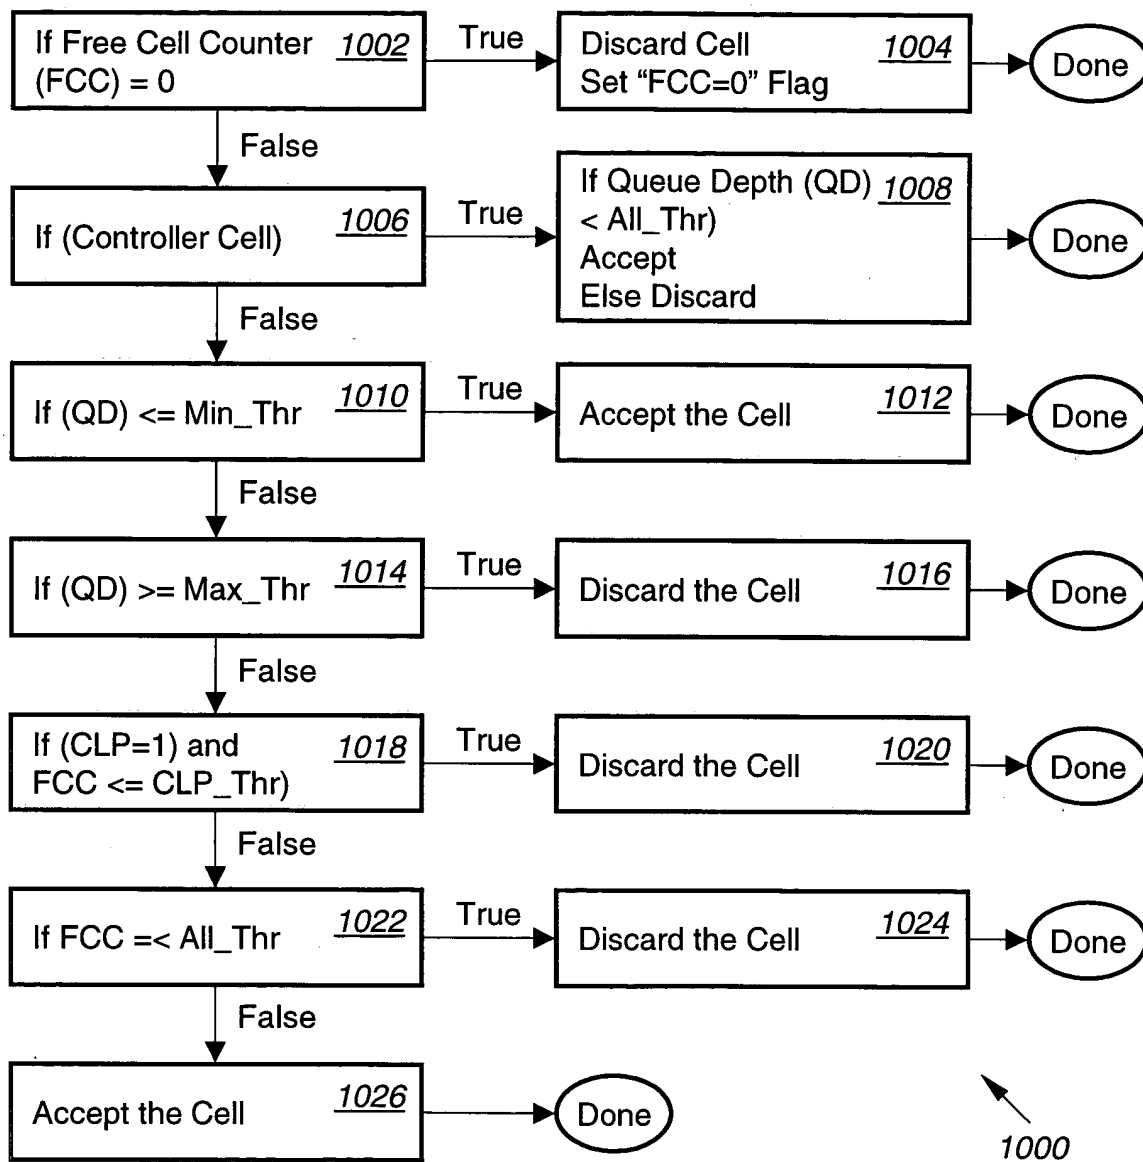 If Free Cell Counter 1002
(FCC) = 0
True
Discard Cell 1004
Set “FCC=0” Flag
Done
False
If (Controller Cell) 1006
True
If Queue Depth (QD) 1008
< All_Thr)
Accept
Else Discard
Done
False
If (QD) <= Min_Thr 1010
True
Accept the Cell 1012
Done
False
If (QD) >= Max_Thr 1014
True
Discard the Cell 1016
Done
False
If (CLP=1) and 1018
FCC <= CLP_Thr)
True
Discard the Cell 1020
Done
False
If FCC =< All_Thr 1022
True
Discard the Cell 1024
Done
False
Accept the Cell 1026
Done
1000